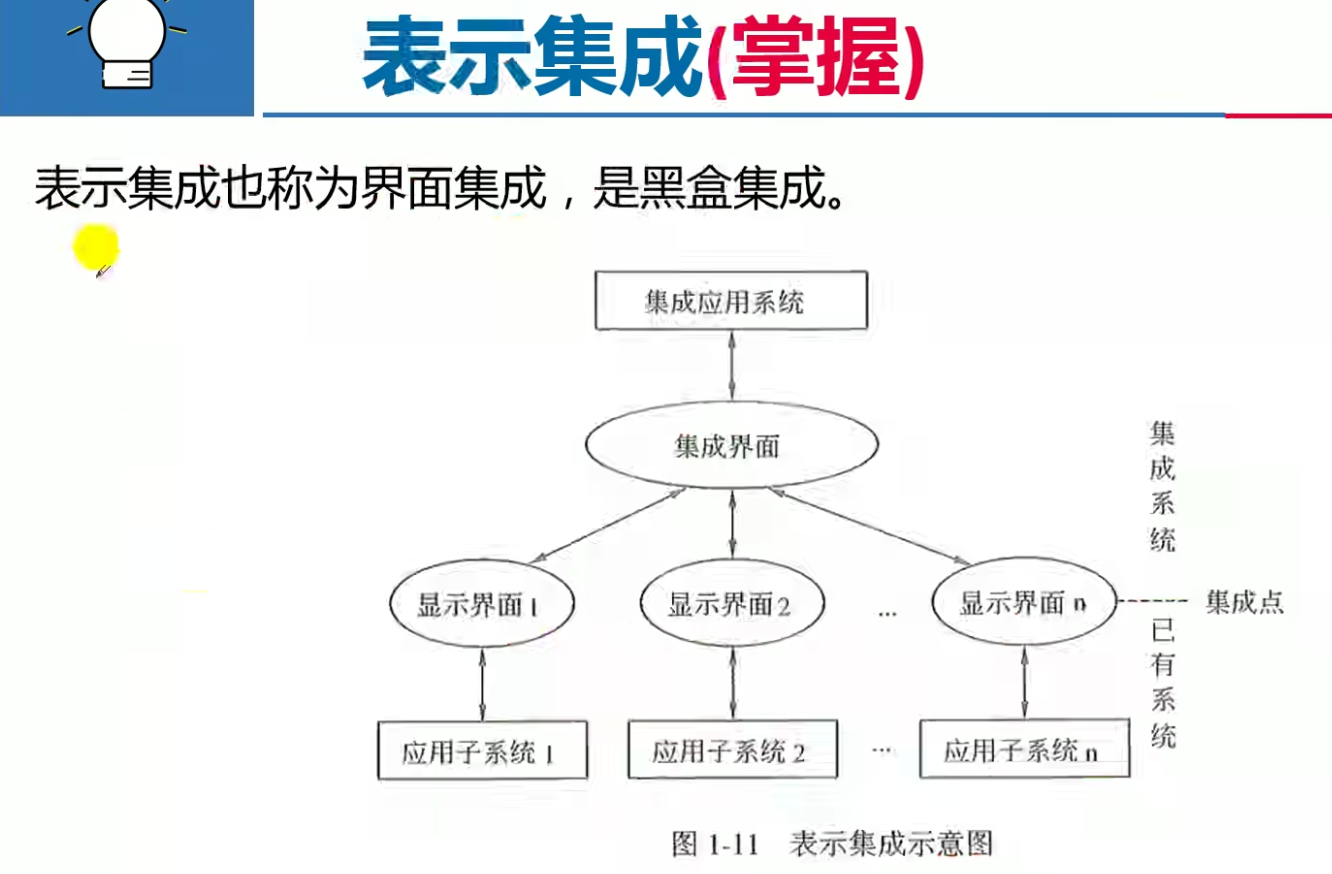 表示集成(掌握)
表示集成也称为界面集成，是黑盒集成。
集成应用系统
集成界面
集成系统
显示界面1
显示界面2
...
显示界面n
集成点
已有系统
应用子系统1
应用子系统2
...
应用子系统n
图 1-11 表示集成示意图